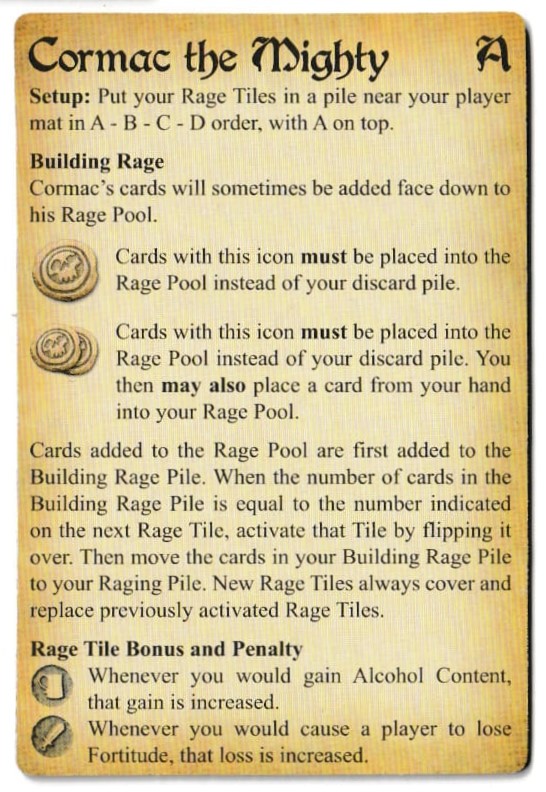 Cormac the Mighty A
Setup: Put your Rage Tiles in a pile near your player
mat in A - B - C - D order, with A on top.
Building Rage
Cormac's cards will sometimes be added face down to
his Rage Pool.
Cards with this icon must be placed into the
Rage Pool instead of your discard pile.
Cards with this icon must be placed into the
Rage Pool instead of your discard pile. You
then may also place a card from your hand
into your Rage Pool.
Cards added to the Rage Pool are first added to the
Building Rage Pile. When the number of cards in the
Building Rage Pile is equal to the number indicated
on the next Rage Tile, activate that Tile by flipping it
over. Then move the cards in your Building Rage Pile
to your Raging Pile. New Rage Tiles always cover and
replace previously activated Rage Tiles.
Rage Tile Bonus and Penalty
Whenever you would gain Alcohol Content,
that gain is increased.
Whenever you would cause a player to lose
Fortitude, that loss is increased.